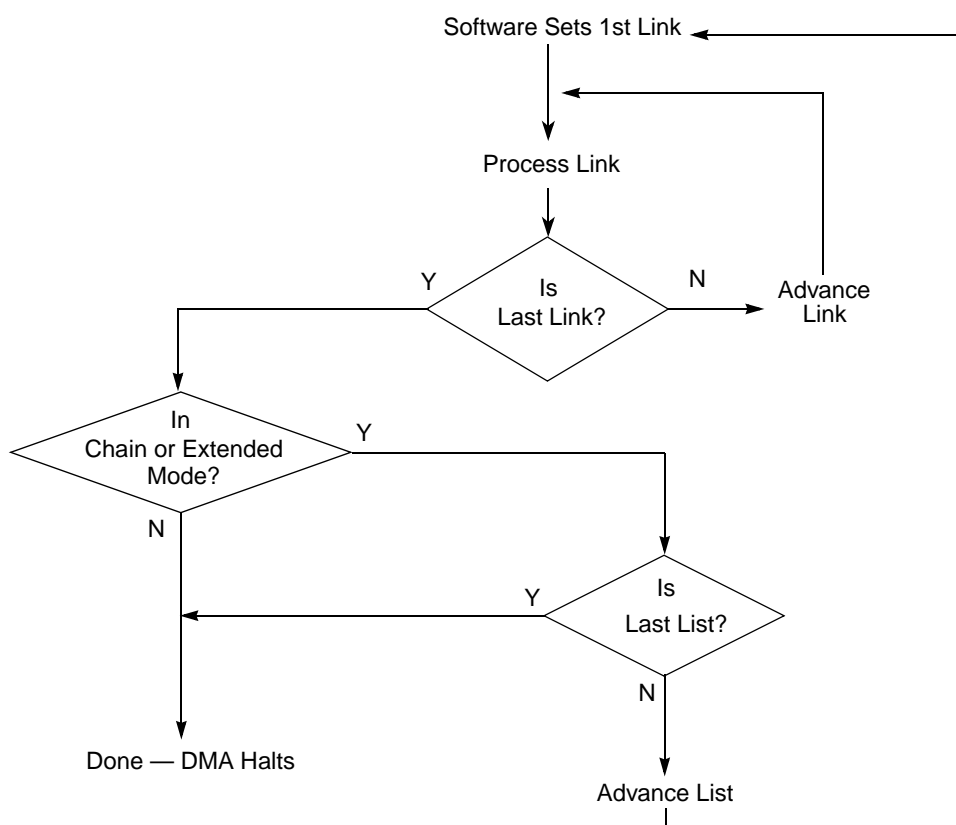 Software Sets 1st Link
Process Link
Y
Is
Last Link?
N
Advance
Link
In
Chain or Extended
Mode?
Y
N
Y
Is
Last List?
N
Done — DMA Halts
Advance List